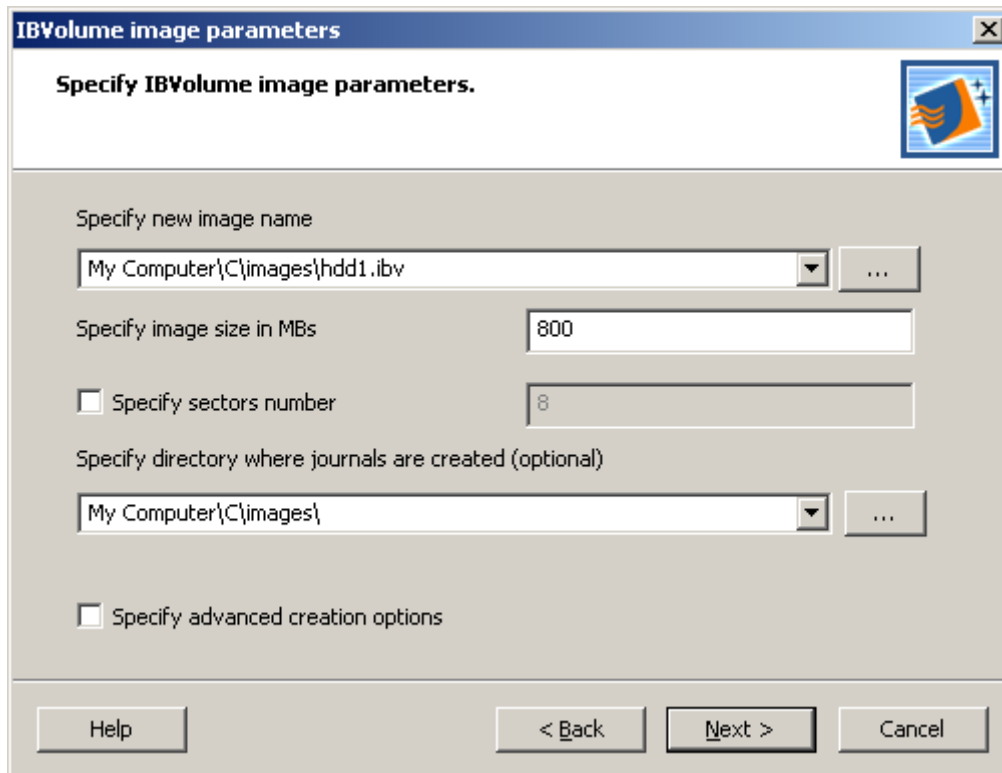 IBVolume image parameters
Specify IBVolume image parameters.
Specify new image name
My Computer\C\images\hdd1.ibv
...
Specify image size in MBs
800
Specify sectors number
8
Specify directory where journals are created (optional)
My Computer\C\images\
...
Specify advanced creation options
Help
< Back
Next >
Cancel